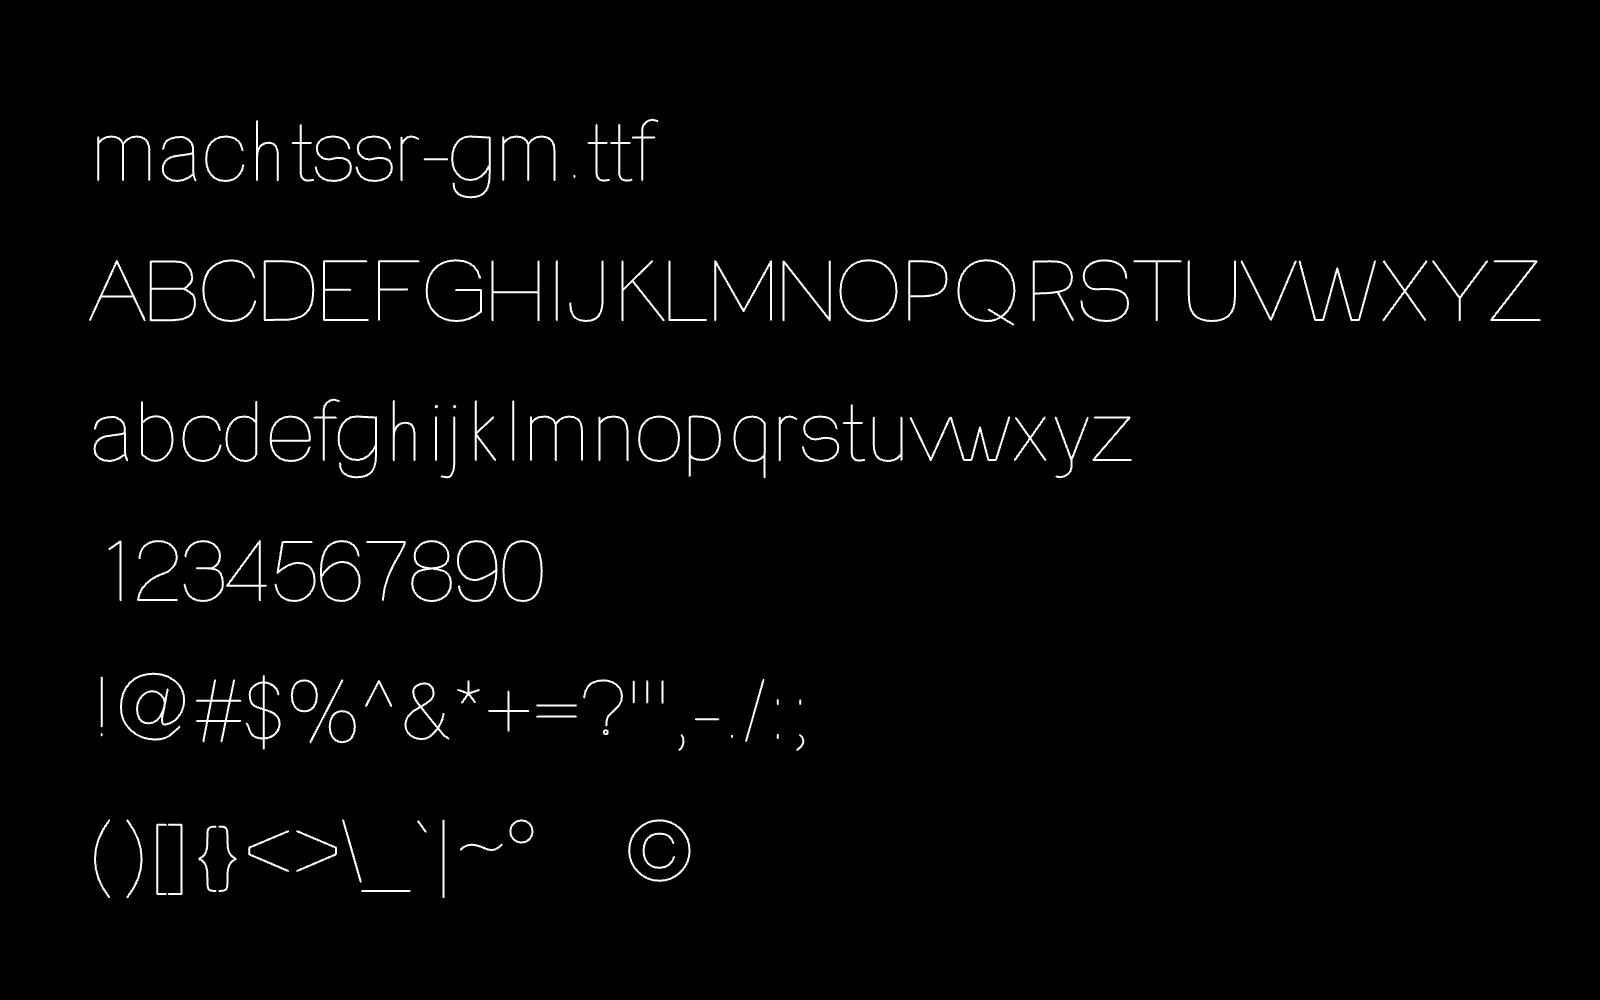 machtssr-gm.ttf
ABCDEFGHIJKLMNOPQRSTUVWXYZ
abcdefghijklmnopqrstuvwxyz
1234567890
!@#$%^&*+=?'",-./:;
()[]{}<>\_`|~° ©